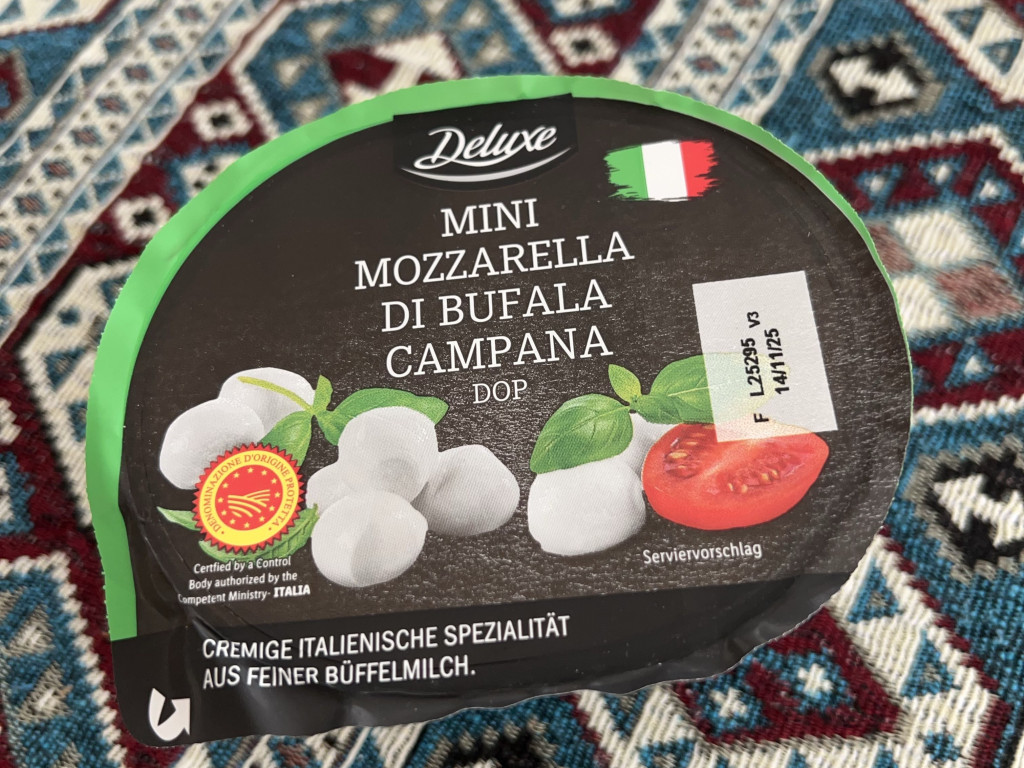 Deluxe
MINI
MOZZARELLA
DI BUFALA
CAMPANA
DOP
F L25295 V3
14/11/25
DENOMINAZIONE D'ORIGINE PROTETTA
Serviervorschlag
Certfied by a Control
Body authorized by the
ompetent Ministry- ITALIA
CREMIGE ITALIENISCHE SPEZIALITÄT
AUS FEINER BÜFFELMILCH.